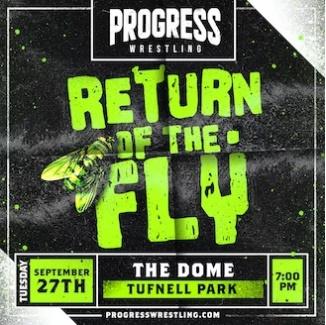 PROGRESS
WRESTLING
RETURN
OF THE
FLY
TUESDAY
SEPTEMBER
27TH
THE DOME
TUFNELL PARK
7:00
PM
PROGRESSWRESTLING.COM